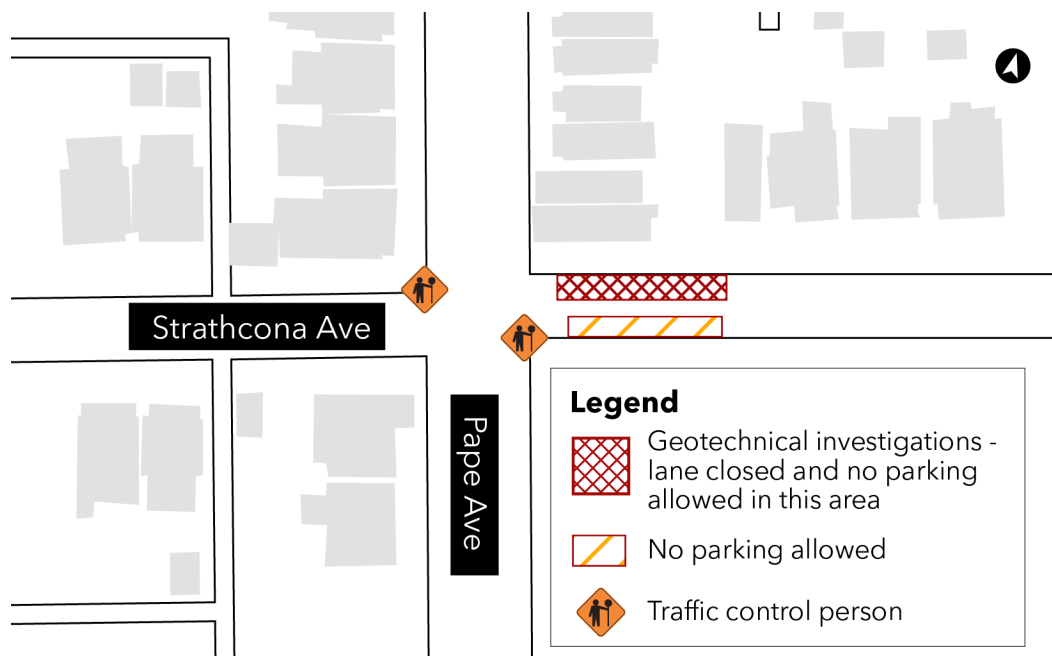 Strathcona Ave
Pape Ave
Legend
Geotechnical investigations -
lane closed and no parking
allowed in this area
No parking allowed
Traffic control person